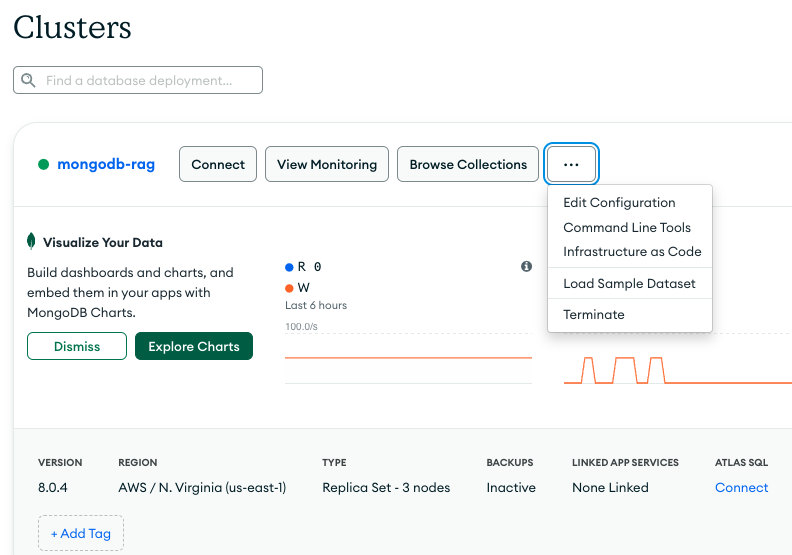 Clusters
Find a database deployment...
mongodb-rag
Connect
View Monitoring
Browse Collections
...
Edit Configuration
Command Line Tools
Infrastructure as Code
Load Sample Dataset
Terminate
Visualize Your Data
Build dashboards and charts, and
embed them in your apps with
MongoDB Charts.
Dismiss
Explore Charts
R 0
W
Last 6 hours
100.0/s
VERSION REGION TYPE BACKUPS LINKED APP SERVICES ATLAS SQL
8.0.4 AWS / N. Virginia (us-east-1) Replica Set - 3 nodes Inactive None Linked Connect
+ Add Tag